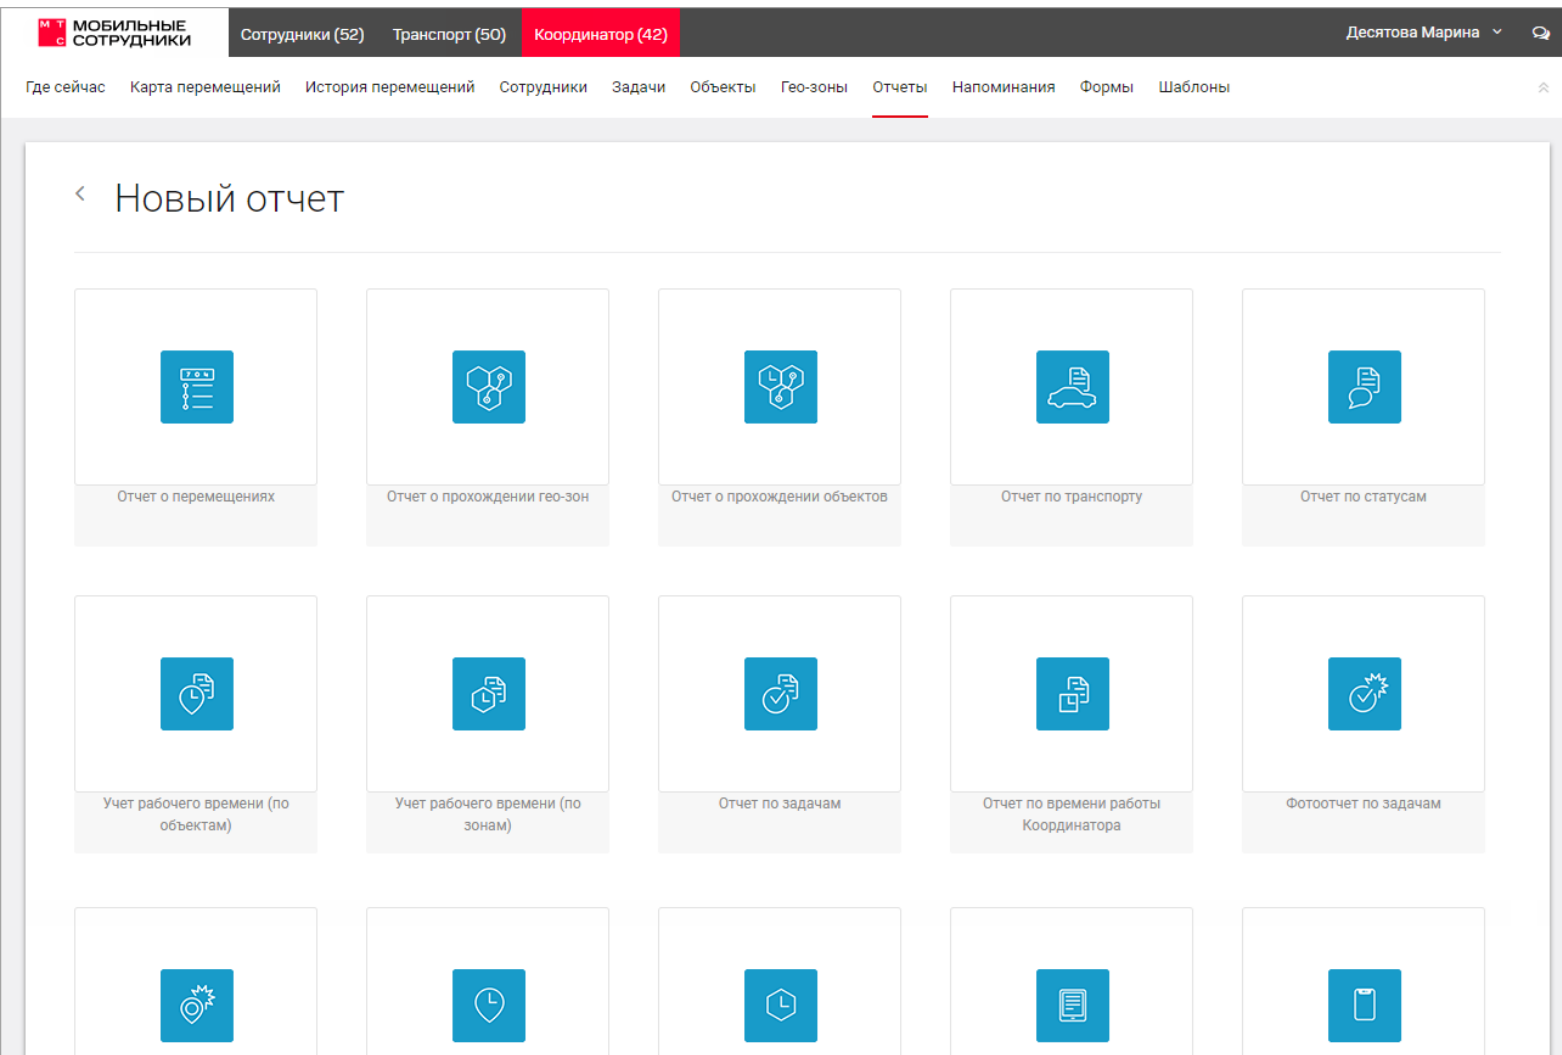 МТС МОБИЛЬНЫЕ СОТРУДНИКИ
Сотрудники (52) Транспорт (50) Координатор (42) Десятова Марина
Где сейчас Карта перемещений История перемещений Сотрудники Задачи Объекты Гео-зоны Отчеты Напоминания Формы Шаблоны
Новый отчет
704
Отчет о перемещениях
Отчет о прохождении гео-зон
Отчет о прохождении объектов
Отчет по транспорту
Отчет по статусам
Учет рабочего времени (по
объектам)
Учет рабочего времени (по
зонам)
Отчет по задачам
Отчет по времени работы
Координатора
Фотоотчет по задачам